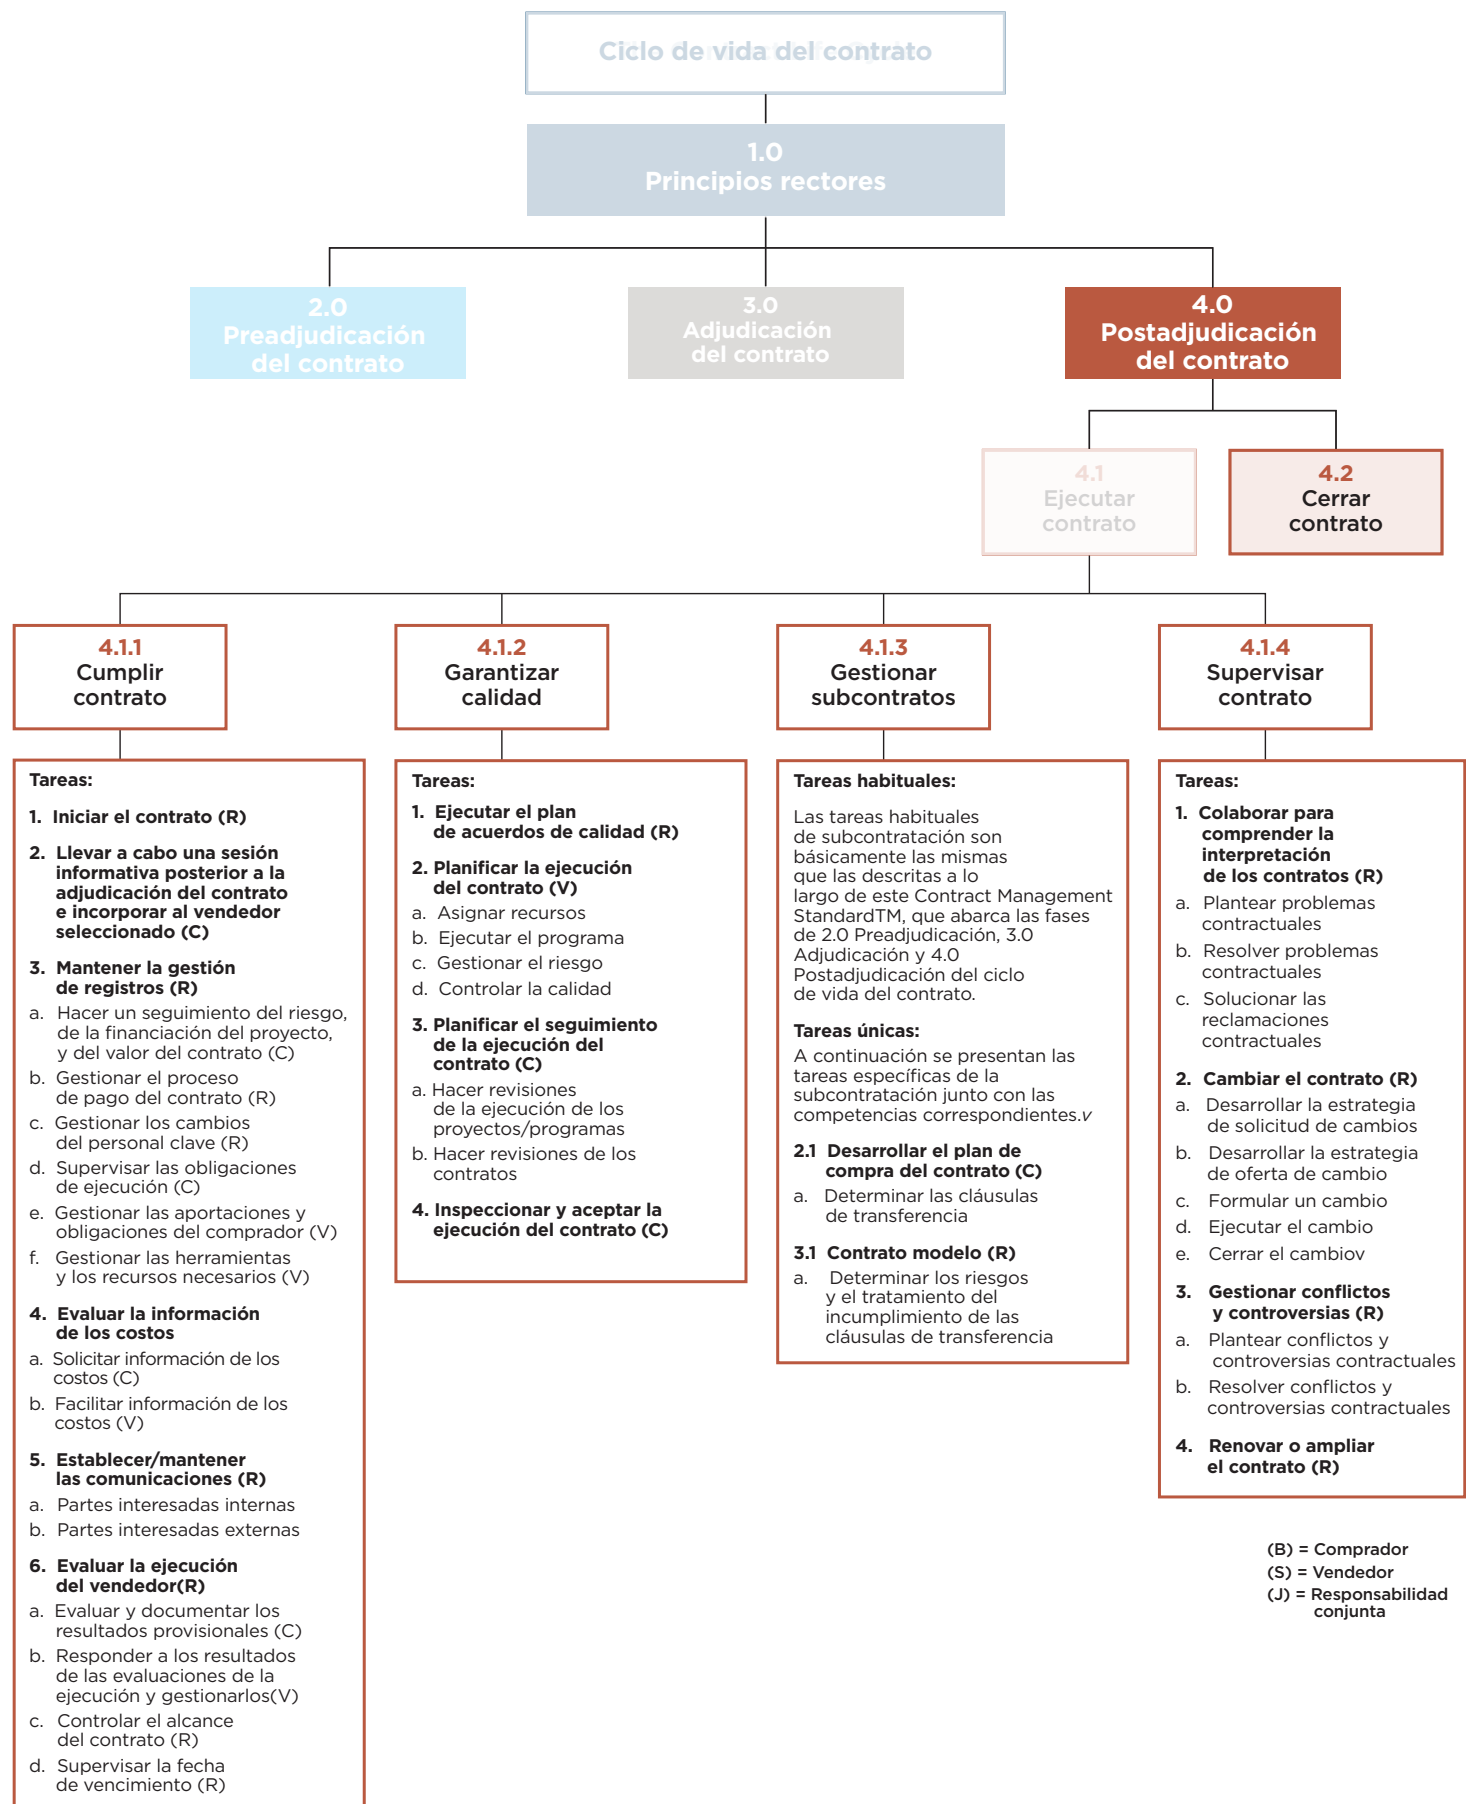 Ciclo de vida del contrato
1.0
Principios rectores
2.0
Preadjudicación
del contrato
3.0
Adjudicación
del contrato
4.0
Postadjudicación
del contrato
4.1
Ejecutar
contrato
4.2
Cerrar
contrato
4.1.1
Cumplir
contrato
4.1.2
Garantizar
calidad
4.1.3
Gestionar
subcontratos
4.1.4
Supervisar
contrato
Tareas:
1. Iniciar el contrato (R)
2. Llevar a cabo una sesión
informativa posterior a la
adjudicación del contrato
e incorporar al vendedor
seleccionado (C)
3. Mantener la gestión
de registros (R)
a. Hacer un seguimiento del riesgo,
de la financiación del proyecto,
y del valor del contrato (C)
b. Gestionar el proceso
de pago del contrato (R)
c. Gestionar los cambios
del personal clave (R)
d. Supervisar las obligaciones
de ejecución (C)
e. Gestionar las aportaciones y
obligaciones del comprador (V)
f. Gestionar las herramientas
y los recursos necesarios (V)
4. Evaluar la información
de los costos
a. Solicitar información de los
costos (C)
b. Facilitar información de los
costos (V)
5. Establecer/mantener
las comunicaciones (R)
a. Partes interesadas internas
b. Partes interesadas externas
6. Evaluar la ejecución
del vendedor(R)
a. Evaluar y documentar los
resultados provisionales (C)
b. Responder a los resultados
de las evaluaciones de la
ejecución y gestionarlos(V)
c. Controlar el alcance
del contrato (R)
d. Supervisar la fecha
de vencimiento (R)
Tareas:
1. Ejecutar el plan
de acuerdos de calidad (R)
2. Planificar la ejecución
del contrato (V)
a. Asignar recursos
b. Ejecutar el programa
c. Gestionar el riesgo
d. Controlar la calidad
3. Planificar el seguimiento
de la ejecución del
contrato (C)
a. Hacer revisiones
de la ejecución de los
proyectos/programas
b. Hacer revisiones de los
contratos
4. Inspeccionar y aceptar la
ejecución del contrato (C)
Tareas habituales:
Las tareas habituales
de subcontratación son
básicamente las mismas
que las descritas a lo
largo de este Contract Management
StandardTM, que abarca las fases
de 2.0 Preadjudicación, 3.0
Adjudicación y 4.0
Postadjudicación del ciclo
de vida del contrato.
Tareas únicas:
A continuación se presentan las
tareas específicas de la
subcontratación junto con las
competencias correspondientes.v
2.1 Desarrollar el plan de
compra del contrato (C)
a. Determinar las cláusulas
de transferencia
3.1 Contrato modelo (R)
a. Determinar los riesgos
y el tratamiento del
incumplimiento de las
cláusulas de transferencia
Tareas:
1. Colaborar para
comprender la
interpretación
de los contratos (R)
a. Plantear problemas
contractuales
b. Resolver problemas
contractuales
c. Solucionar las
reclamaciones
contractuales
2. Cambiar el contrato (R)
a. Desarrollar la estrategia
de solicitud de cambios
b. Desarrollar la estrategia
de oferta de cambio
c. Formular un cambio
d. Ejecutar el cambio
e. Cerrar el cambiov
3. Gestionar conflictos
y controversias (R)
a. Plantear conflictos y
controversias contractuales
b. Resolver conflictos y
controversias contractuales
4. Renovar o ampliar
el contrato (R)
(B) = Comprador
(S) = Vendedor
(J) = Responsabilidad
conjunta